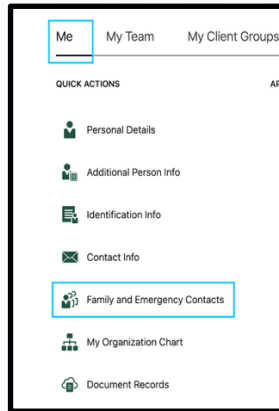 Me My Team My Client Groups
QUICK ACTIONS
Personal Details
Additional Person Info
Identification Info
Contact Info
Family and Emergency Contacts
My Organization Chart
Document Records